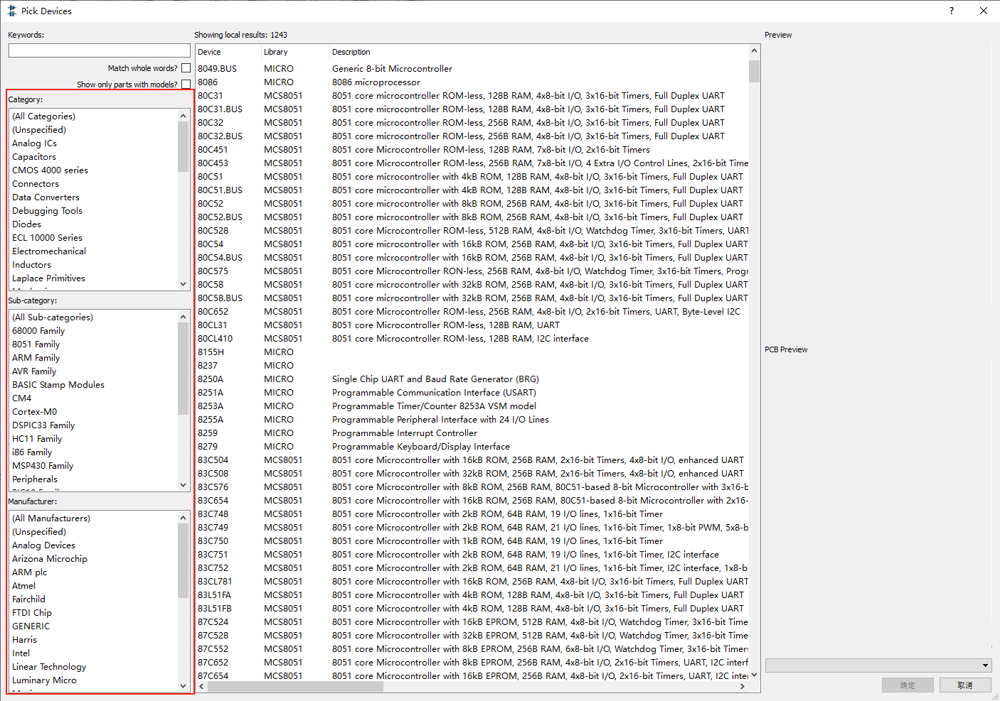 Pick Devices
Keywords:
Match whole words?
Show only parts with models?
Category:
(All Categories)
(Unspecified)
Analog ICs
Capacitors
CMOS 4000 series
Connectors
Data Converters
Debugging Tools
Diodes
ECL 10000 Series
Electromechanical
Inductors
Laplace Primitives
Sub-category:
(All Sub-categories)
68000 Family
8051 Family
ARM Family
AVR Family
BASIC Stamp Modules
CM4
Cortex-M0
DSPIC33 Family
HC11 Family
i86 Family
MSP430 Family
Peripherals
Manufacturer:
(All Manufacturers)
(Unspecified)
Analog Devices
Arizona Microchip
ARM plc
Atmel
Fairchild
FTDI Chip
GENERIC
Harris
Intel
Linear Technology
Luminary Micro
Showing local results: 1243
Device Library Description
8049.BUS MICRO Generic 8-bit Microcontroller
8086 MICRO 8086 microprocessor
80C31 MCS8051 8051 core microcontroller ROM-less, 128B RAM, 4x8-bit I/O, 3x16-bit Timers, Full Duplex UART
80C31.BUS MCS8051 8051 core microcontroller ROM-less, 128B RAM, 4x8-bit I/O, 3x16-bit Timers, Full Duplex UART
80C32 MCS8051 8051 core microcontroller ROM-less, 256B RAM, 4x8-bit I/O, 3x16-bit Timers, Full Duplex UART
80C32.BUS MCS8051 8051 core microcontroller ROM-less, 256B RAM, 4x8-bit I/O, 3x16-bit Timers, Full Duplex UART
80C451 MCS8051 8051 core Microcontroller ROM-less, 128B RAM, 7x8-bit I/O, 2x16-bit Timers
80C453 MCS8051 8051 core Microcontroller ROM-less, 256B RAM, 7x8-bit I/O, 4 Extra I/O Control Lines, 2x16-bit Time
80C51 MCS8051 8051 core microcontroller with 4kB ROM, 128B RAM, 4x8-bit I/O, 3x16-bit Timers, Full Duplex UART
80C51.BUS MCS8051 8051 core microcontroller with 4kB ROM, 128B RAM, 4x8-bit I/O, 3x16-bit Timers, Full Duplex UART
80C52 MCS8051 8051 core microcontroller with 8kB ROM, 256B RAM, 4x8-bit I/O, 3x16-bit Timers, Full Duplex UART
80C52.BUS MCS8051 8051 core microcontroller with 8kB ROM, 256B RAM, 4x8-bit I/O, 3x16-bit Timers, Full Duplex UART
80C528 MCS8051 8051 core Microcontroller ROM-less, 512B RAM, 4x8-bit I/O, Watchdog Timer, 3x16-bit Timers, UART
80C54 MCS8051 8051 core microcontroller with 16kB ROM, 256B RAM, 4x8-bit I/O, 3x16-bit Timers, Full Duplex UART
80C54.BUS MCS8051 8051 core microcontroller with 16kB ROM, 256B RAM, 4x8-bit I/O, 3x16-bit Timers, Full Duplex UART
80C575 MCS8051 8051 core Microcontroller RON-less, 256B RAM, 4x8-bit I/O, Watchdog Timer, 3x16-bit Timers, Progr
80C58 MCS8051 8051 core microcontroller with 32kB ROM, 256B RAM, 4x8-bit I/O, 3x16-bit Timers, Full Duplex UART
80C58.BUS MCS8051 8051 core microcontroller with 32kB ROM, 256B RAM, 4x8-bit I/O, 3x16-bit Timers, Full Duplex UART
80C652 MCS8051 8051 core Microcontroller ROM-less, 256B RAM, 4x8-bit I/O, 2x16-bit Timers, UART, Byte-Level I2C
80CL31 MCS8051 8051 core Microcontroller ROM-less, 128B RAM, UART
80CL410 MCS8051 8051 core Microcontroller ROM-less, 128B RAM, I2C interface
8155H MICRO
8237 MICRO
8250A MICRO Single Chip UART and Baud Rate Generator (BRG)
8251A MICRO Programmable Communication Interface (USART)
8253A MICRO Programmable Timer/Counter 8253A VSM model
8255A MICRO Programmable Peripheral Interface with 24 I/O Lines
8259 MICRO Programmable Interrupt Controller
8279 MICRO Programmable Keyboard/Display Interface
83C504 MCS8051 8051 core Microcontroller with 16kB ROM, 256B RAM, 2x16-bit Timers, 4x8-bit I/O, enhanced UART
83C508 MCS8051 8051 core Microcontroller with 32kB ROM, 256B RAM, 2x16-bit Timers, 4x8-bit I/O, enhanced UART
83C576 MCS8051 8051 core Microcontroller with 8kB ROM, 256B RAM, 80C51-based 8-bit Microcontroller with 3x16-b
83C654 MCS8051 8051 core Microcontroller with 16kB ROM, 256B RAM, 80C51-based 8-bit Microcontroller with 2x16-
83C748 MCS8051 8051 core Microcontroller with 2kB ROM, 64B RAM, 19 I/O lines, 1x16-bit Timer
83C749 MCS8051 8051 core Microcontroller with 2kB ROM, 64B RAM, 21 I/O lines, 1x16-bit Timer, 1x8-bit PWM, 5x8-b
83C750 MCS8051 8051 core Microcontroller with 1kB ROM, 64B RAM, 19 I/O lines, 1x16-bit Timer
83C751 MCS8051 8051 core Microcontroller with 2kB ROM, 64B RAM, 19 I/O lines, 1x16-bit Timer, I2C interface
83C752 MCS8051 8051 core Microcontroller with 2kB ROM, 64B RAM, 21 I/O lines, 1x16-bit Timer, I2C interface, 1x8-b
83CL781 MCS8051 8051 core Microcontroller with 16kB ROM, 256B RAM, 4x8-bit I/O, 3x16-bit Timers, Full Duplex UART
83L51FA MCS8051 8051 core Microcontroller with 4kB ROM, 128B RAM, 4x8-bit I/O, 3x16-bit Timers, Full Duplex UART
83L51FB MCS8051 8051 core Microcontroller with 4kB ROM, 128B RAM, 4x8-bit I/O, 3x16-bit Timers, Full Duplex UART
87C524 MCS8051 8051 core Microcontroller with 16kB EPROM, 512B RAM, 4x8-bit I/O, Watchdog Timer, 3x16-bit Time
87C528 MCS8051 8051 core Microcontroller with 32kB EPROM, 512B RAM, 4x8-bit I/O, Watchdog Timer, 3x16-bit Time
87C552 MCS8051 8051 core Microcontroller with 8kB EPROM, 256B RAM, 6x8-bit I/O, Watchdog Timer, 3x16-bit Timers
87C652 MCS8051 8051 core Microcontroller with 8kB EPROM, 256B RAM, 4x8-bit I/O, 2x16-bit Timers, UART, I2C interf
87C654 MCS8051 8051 core Microcontroller with 16kB EPROM, 256B RAM, 4x8-bit I/O, 2x16-bit Timers, UART, I2C inter
Preview
PCB Preview
确定
取消